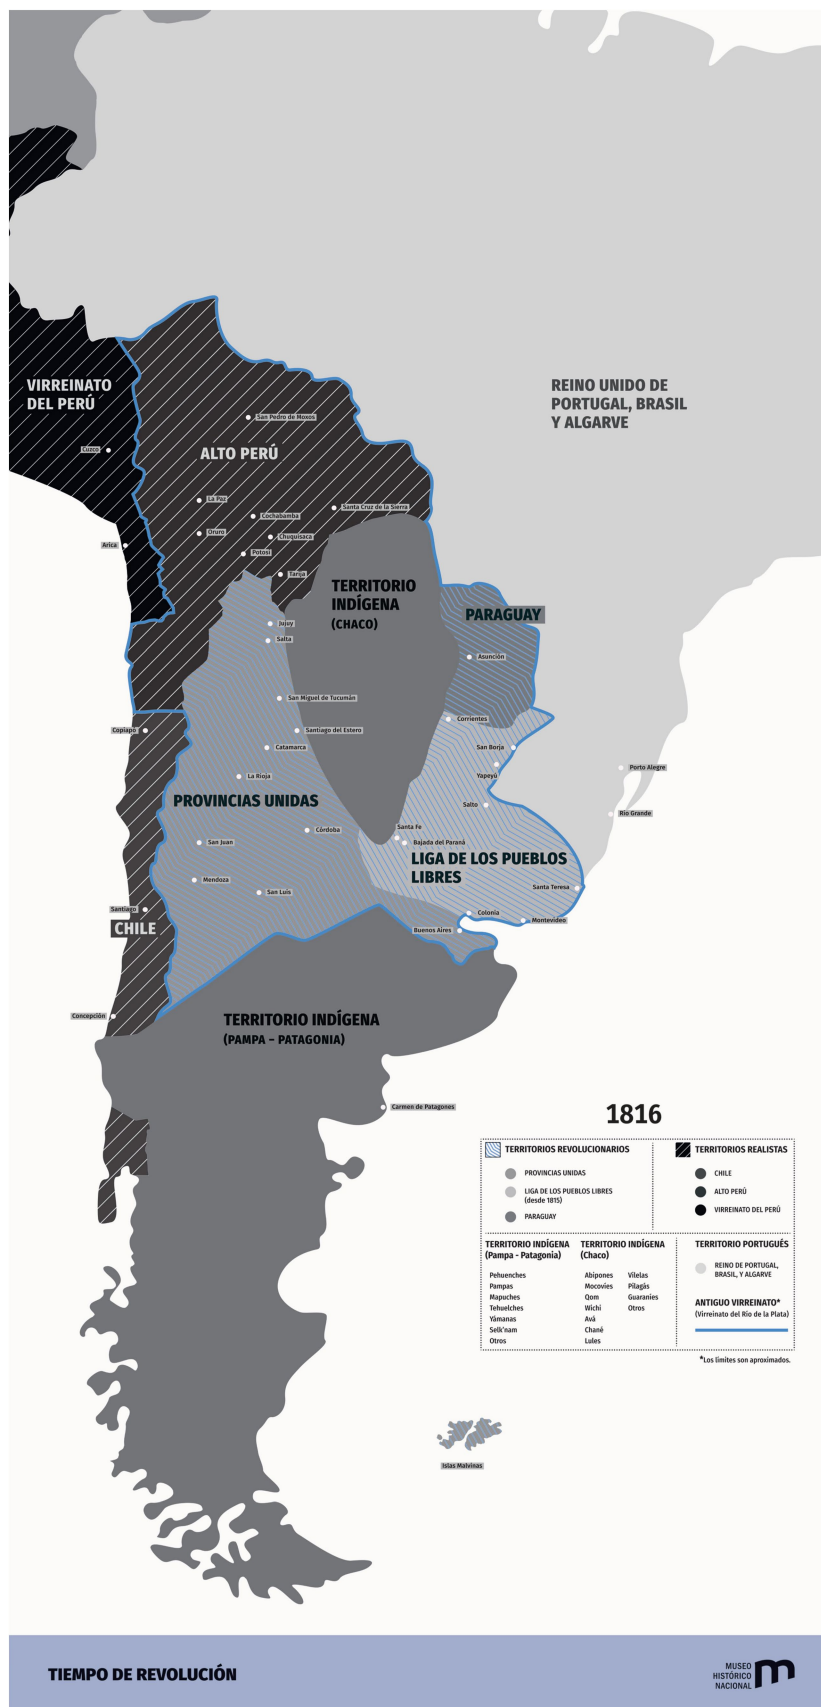 VIRREINATO
DEL PERÚ
REINO UNIDO DE
PORTUGAL, BRASIL
Y ALGARVE
San Pedro de Moxos
Cuzco
ALTO PERÚ
La Paz
Santa Cruz de la Sierra
Cochabamba
Oruro
Chuquisaca
Arica
Potosí
Tarija
TERRITORIO
INDÍGENA
(CHACO)
PARAGUAY
Jujuy
Salta
Asunción
San Miguel de Tucumán
Corrientes
Copiapo
Santiago del Estero
Catamarca
San Borja
La Rioja
Yapeyú
Porto Alegre
PROVINCIAS UNIDAS
Salto
Rio Grande
Córdoba
Santa Fe
San Juan
Bajada del Paraná
LIGA DE LOS PUEBLOS
LIBRES
Mendoza
San Luis
Santa Teresa
Santiago
CHILE
Colonia
Montevideo
Buenos Aires
Concepción
TERRITORIO INDÍGENA
(PAMPA - PATAGONIA)
Carmen de Patagones
1816
TERRITORIOS REVOLUCIONARIOS
PROVINCIAS UNIDAS
LIGA DE LOS PUEBLOS LIBRES
(desde 1815)
PARAGUAY
TERRITORIOS REALISTAS
CHILE
ALTO PERÚ
VIRREINATO DEL PERÚ
TERRITORIO INDÍGENA
(Pampa - Patagonia)
Pehuenches
Pampas
Mapuches
Tehuelches
Yámanas
Selk'nam
Otros
TERRITORIO INDÍGENA
(Chaco)
Abipones
Mocovíes
Qom
Wichi
Avá
Chané
Lules
Vilelas
Pilagás
Guaraníes
Otros
TERRITORIO PORTUGUÉS
REINO DE PORTUGAL,
BRASIL, Y ALGARVE
ANTIGUO VIRREINATO*
(Virreinato del Río de la Plata)
*Los límites son aproximados.
Islas Malvinas
TIEMPO DE REVOLUCIÓN
MUSEO
HISTÓRICO
NACIONAL
m